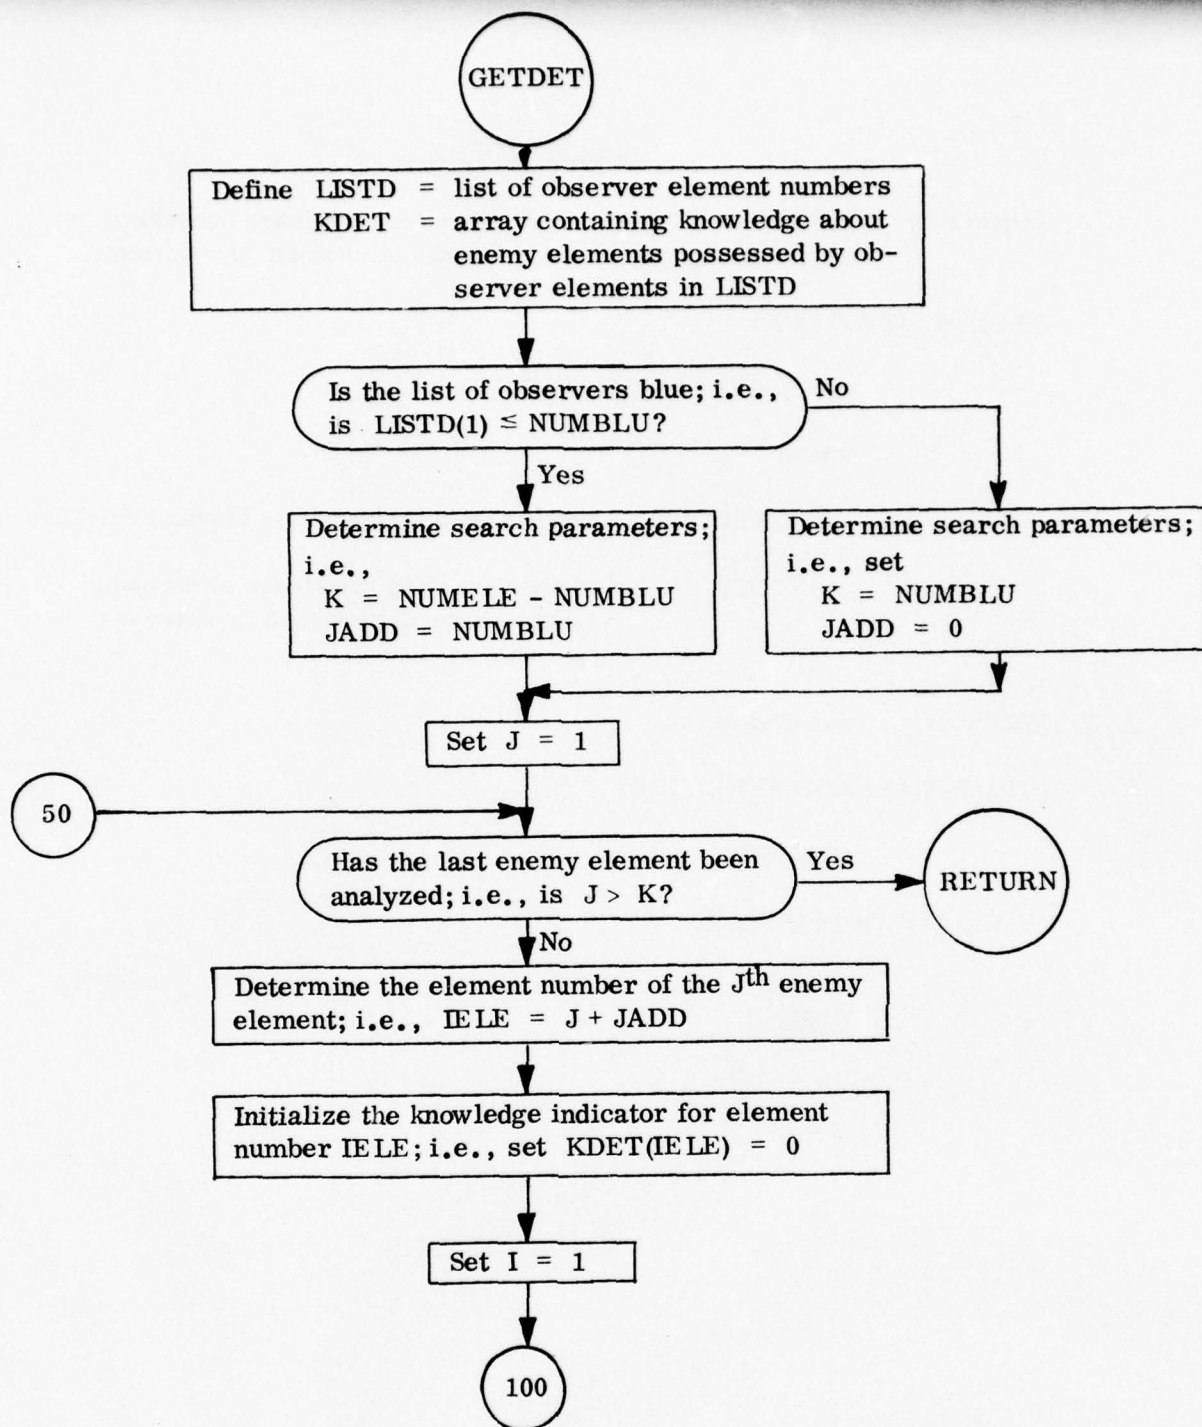 GETDET
Define LISTD = list of observer element numbers
KDET = array containing knowledge about
enemy elements possessed by ob-
server elements in LISTD
Is the list of observers blue; i.e.,
is LISTD(1) ≤ NUMBLU?
No
Yes
Determine search parameters;
i.e.,
K = NUMELE - NUMBLU
JADD = NUMBLU
Determine search parameters;
i.e., set
K = NUMBLU
JADD = 0
Set J = 1
50
Has the last enemy element been
analyzed; i.e., is J > K?
Yes
RETURN
No
Determine the element number of the Jth enemy
element; i.e., IELE = J + JADD
Initialize the knowledge indicator for element
number IELE; i.e., set KDET(IELE) = 0
Set I = 1
100